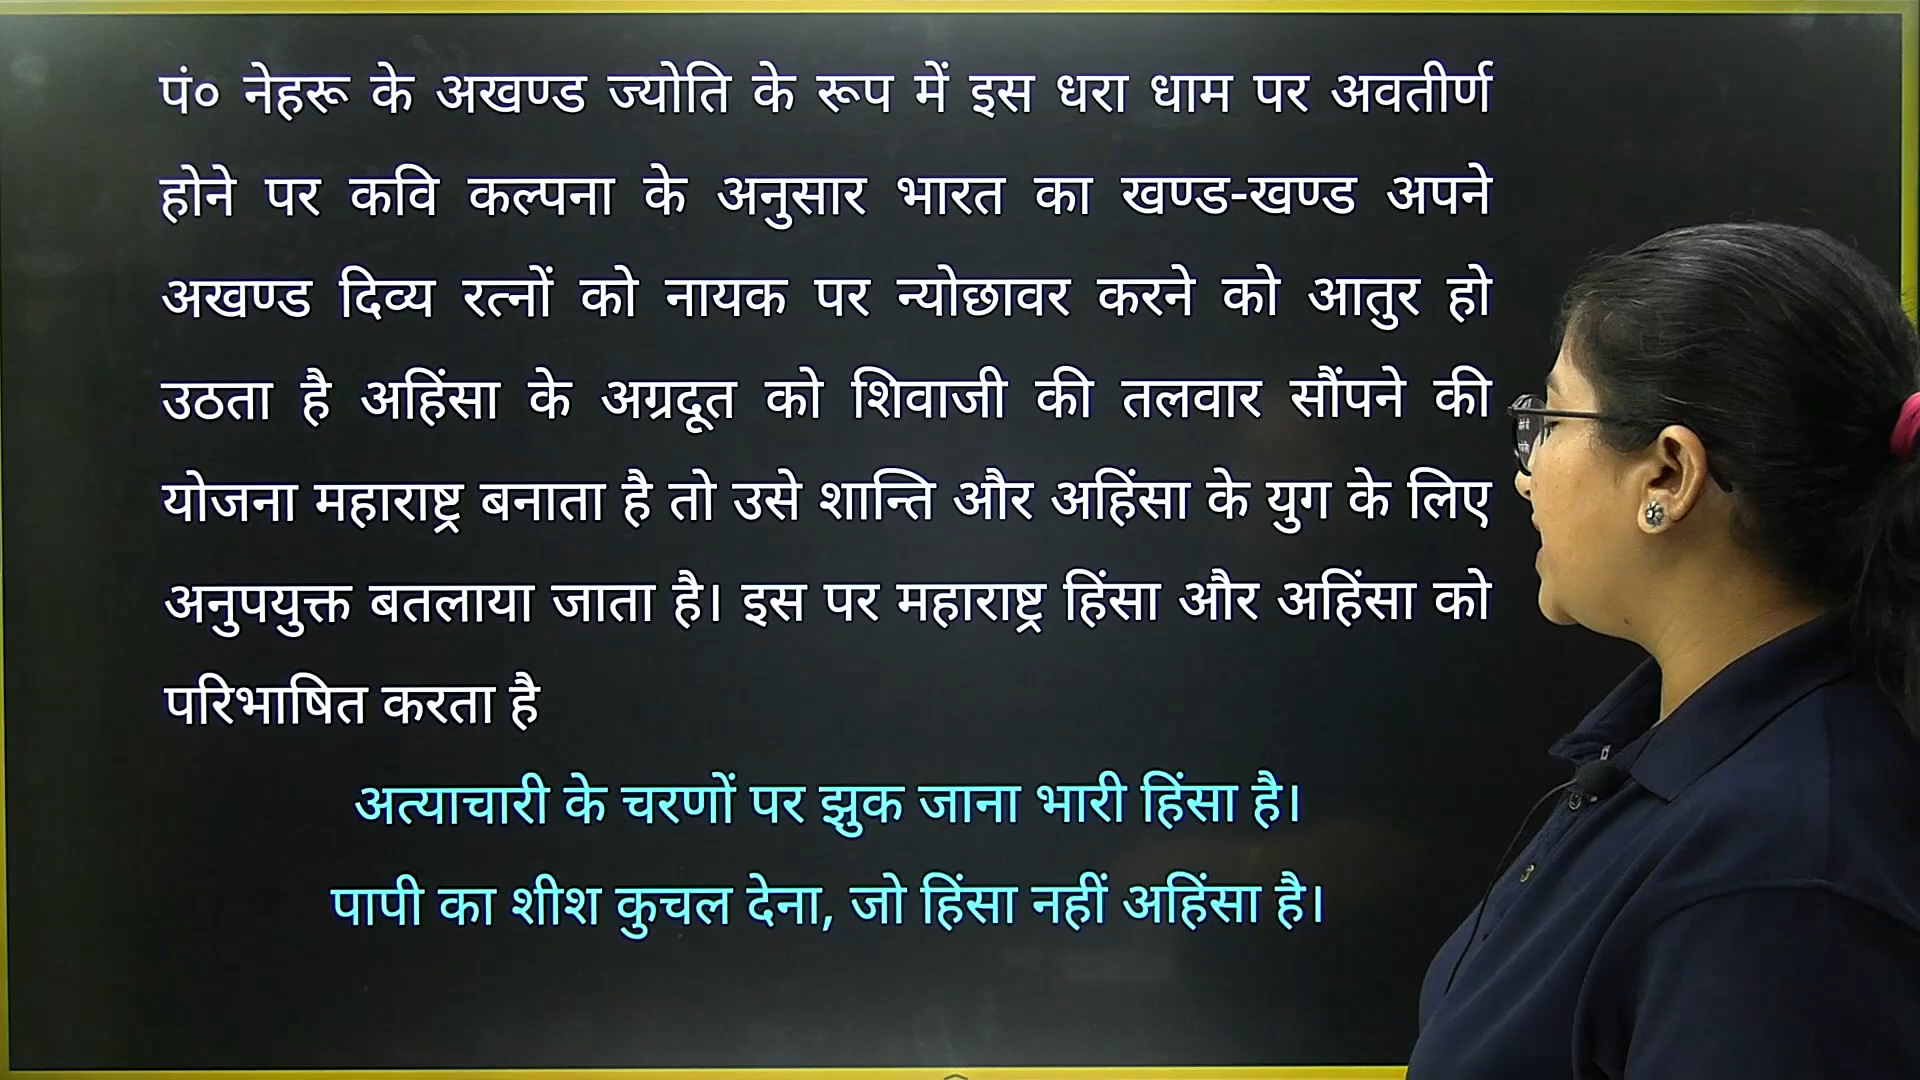 पं० नेहरू के अखण्ड ज्योति के रूप में इस धरा धाम पर अवतीर्ण
होने पर कवि कल्पना के अनुसार भारत का खण्ड-खण्ड अपने
अखण्ड दिव्य रत्नों को नायक पर न्योछावर करने को आतुर हो
उठता है अहिंसा के अग्रदूत को शिवाजी की तलवार सौंपने की
योजना महाराष्ट्र बनाता है तो उसे शान्ति और अहिंसा के युग के लिए
अनुपयुक्त बतलाया जाता है। इस पर महाराष्ट्र हिंसा और अहिंसा को
परिभाषित करता है
अत्याचारी के चरणों पर झुक जाना भारी हिंसा है।
पापी का शीश कुचल देना, जो हिंसा नहीं अहिंसा है।